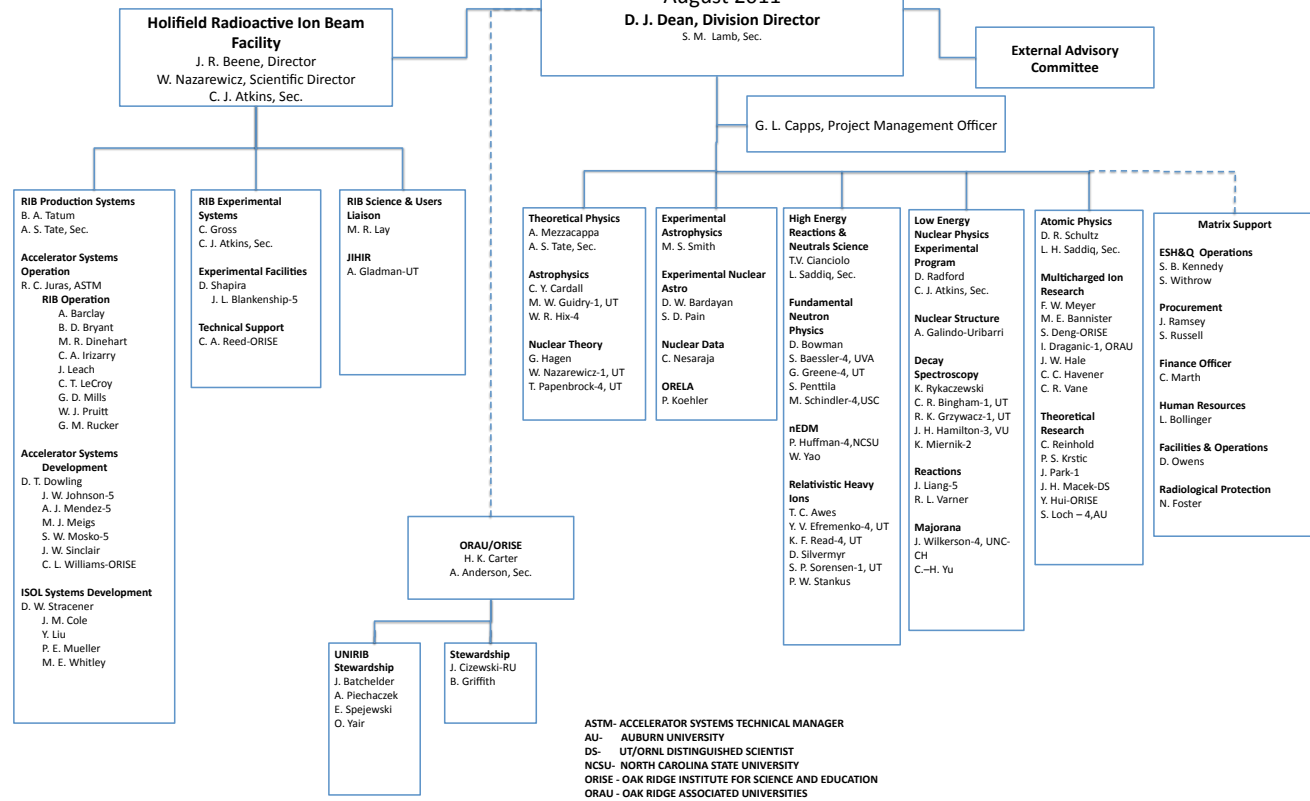 August 2011
D. J. Dean, Division Director
S. M. Lamb, Sec.
Holifield Radioactive Ion Beam
Facility
J. R. Beene, Director
W. Nazarewicz, Scientific Director
C. J. Atkins, Sec.
External Advisory
Committee
G. L. Capps, Project Management Officer
RIB Production Systems
B. A. Tatum
A. S. Tate, Sec.
Accelerator Systems
Operation
R. C. Juras, ASTM
RIB Operation
A. Barclay
B. D. Bryant
M. R. Dinehart
C. A. Irizarry
J. Leach
C. T. LeCroy
G. D. Mills
W. J. Pruitt
G. M. Rucker
Accelerator Systems
Development
D. T. Dowling
J. W. Johnson-5
A. J. Mendez-5
M. J. Meigs
S. W. Mosko-5
J. W. Sinclair
C. L. Williams-ORISE
ISOL Systems Development
D. W. Stracener
J. M. Cole
Y. Liu
P. E. Mueller
M. E. Whitley
RIB Experimental
Systems
C. Gross
C. J. Atkins, Sec.
Experimental Facilities
D. Shapira
J. L. Blankenship-5
Technical Support
C. A. Reed-ORISE
RIB Science & Users
Liaison
M. R. Lay
JIHIR
A. Gladman-UT
Theoretical Physics
A. Mezzacappa
A. S. Tate, Sec.
Astrophysics
C. Y. Cardall
M. W. Guidry-1, UT
W. R. Hix-4
Nuclear Theory
G. Hagen
W. Nazarewicz-1, UT
T. Papenbrock-4, UT
Experimental
Astrophysics
M. S. Smith
Experimental Nuclear
Astro
D. W. Bardayan
S. D. Pain
Nuclear Data
C. Nesaraja
ORELA
P. Koehler
High Energy
Reactions &
Neutrals Science
T.V. Cianciolo
L. Saddiq, Sec.
Fundamental
Neutron
Physics
D. Bowman
S. Baessler-4, UVA
G. Greene-4, UT
S. Penttila
M. Schindler-4,USC
nEDM
P. Huffman-4,NCSU
W. Yao
Relativistic Heavy
Ions
T. C. Awes
Y. V. Efremenko-4, UT
K. F. Read-4, UT
D. Silvermyr
S. P. Sorensen-1, UT
P. W. Stankus
Low Energy
Nuclear Physics
Experimental
Program
D. Radford
C. J. Atkins, Sec.
Nuclear Structure
A. Galindo-Uribarri
Decay
Spectroscopy
K. Rykaczewski
C. R. Bingham-1, UT
R. K. Grzywacz-1, UT
J. H. Hamilton-3, VU
K. Miernik-2
Reactions
J. Liang-5
R. L. Varner
Majorana
J. Wilkerson-4, UNC-
CH
C.–H. Yu
Atomic Physics
D. R. Schultz
L. H. Saddiq, Sec.
Multicharged Ion
Research
F. W. Meyer
M. E. Bannister
S. Deng-ORISE
I. Draganic-1, ORAU
J. W. Hale
C. C. Havener
C. R. Vane
Theoretical
Research
C. Reinhold
P. S. Krstic
J. Park-1
J. H. Macek-DS
Y. Hui-ORISE
S. Loch – 4,AU
Matrix Support
ESH&Q Operations
S. B. Kennedy
S. Withrow
Procurement
J. Ramsey
S. Russell
Finance Officer
C. Marth
Human Resources
L. Bollinger
Facilities & Operations
D. Owens
Radiological Protection
N. Foster
ORAU/ORISE
H. K. Carter
A. Anderson, Sec.
UNIRIB
Stewardship
J. Batchelder
A. Piechaczek
E. Spejewski
O. Yair
Stewardship
J. Cizewski-RU
B. Griffith
ASTM- ACCELERATOR SYSTEMS TECHNICAL MANAGER
AU- AUBURN UNIVERSITY
DS- UT/ORNL DISTINGUISHED SCIENTIST
NCSU- NORTH CAROLINA STATE UNIVERSITY
ORISE - OAK RIDGE INSTITUTE FOR SCIENCE AND EDUCATION
ORAU - OAK RIDGE ASSOCIATED UNIVERSITIES